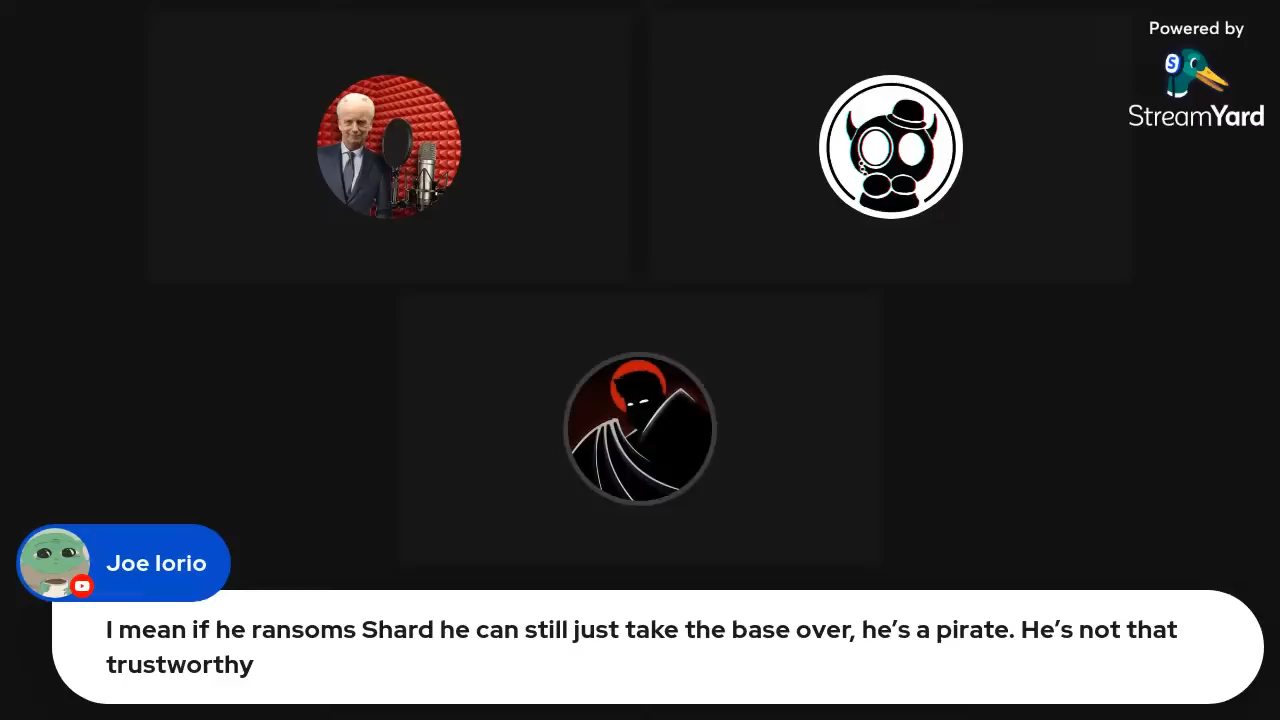 Powered by
S
StreamYard
Joe Iorio
I mean if he ransoms Shard he can still just take the base over, he’s a pirate. He’s not that
trustworthy